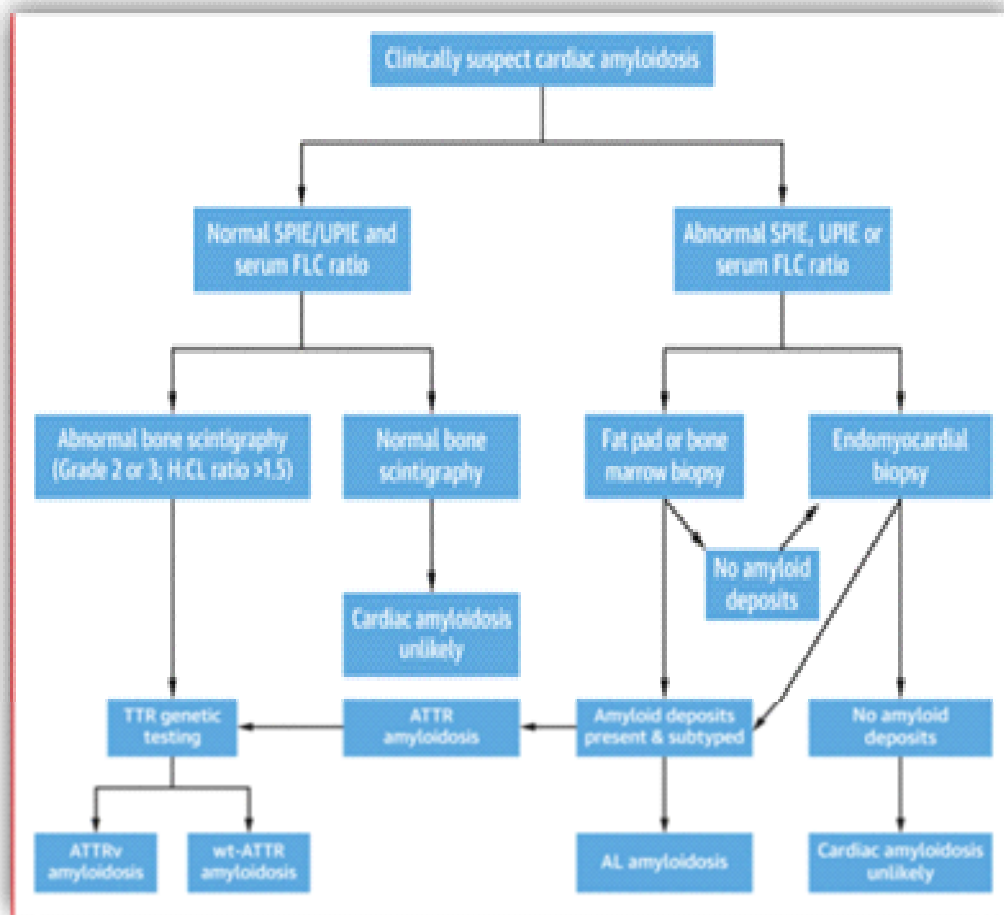 Clinically suspect cardiac amyloidosis
Normal SPIE/UPIE and
serum FLC ratio
Abnormal SPIE, UPIE or
serum FLC ratio
Abnormal bone scintigraphy
(Grade 2 or 3; H:CL ratio >1.5)
Normal bone
scintigraphy
Fat pad or bone
marrow biopsy
Endomyocardial
biopsy
No amyloid
deposits
Cardiac amyloidosis
unlikely
TTR genetic
testing
ATTR
amyloidosis
Amyloid deposits
present & subtyped
No amyloid
deposits
ATTRv
amyloidosis
wt-ATTR
amyloidosis
AL amyloidosis
Cardiac amyloidosis
unlikely